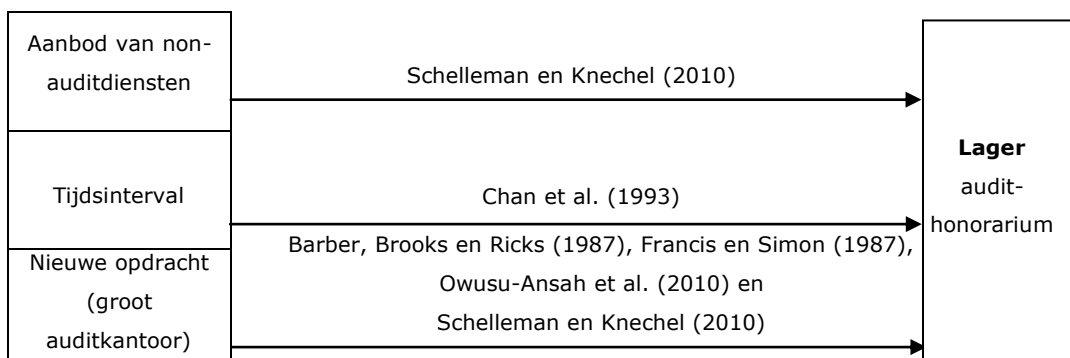 Aanbod van non-
auditdiensten
Schelleman en Knechel (2010)
Tijdsinterval
Chan et al. (1993)
Nieuwe opdracht
(groot
auditkantoor)
Barber, Brooks en Ricks (1987), Francis en Simon (1987),
Owusu-Ansah et al. (2010) en
Schelleman en Knechel (2010)
Lager
audit-
honorarium